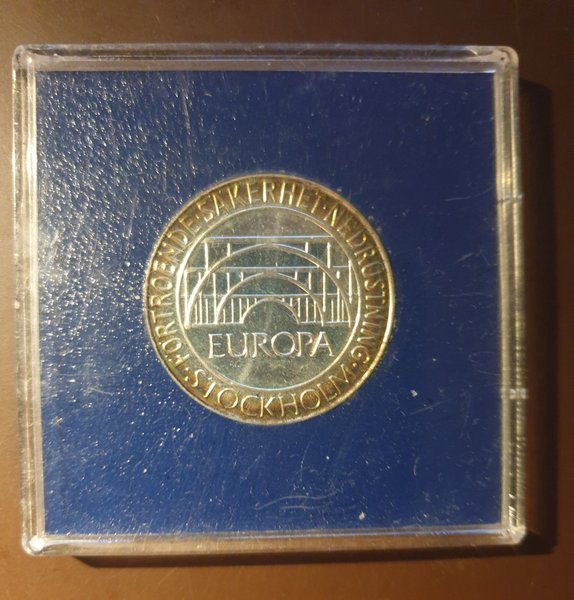 FÖRTROENDE·SÄKERHET·NEDRUSTNING
·STOCKHOLM·
EUROPA